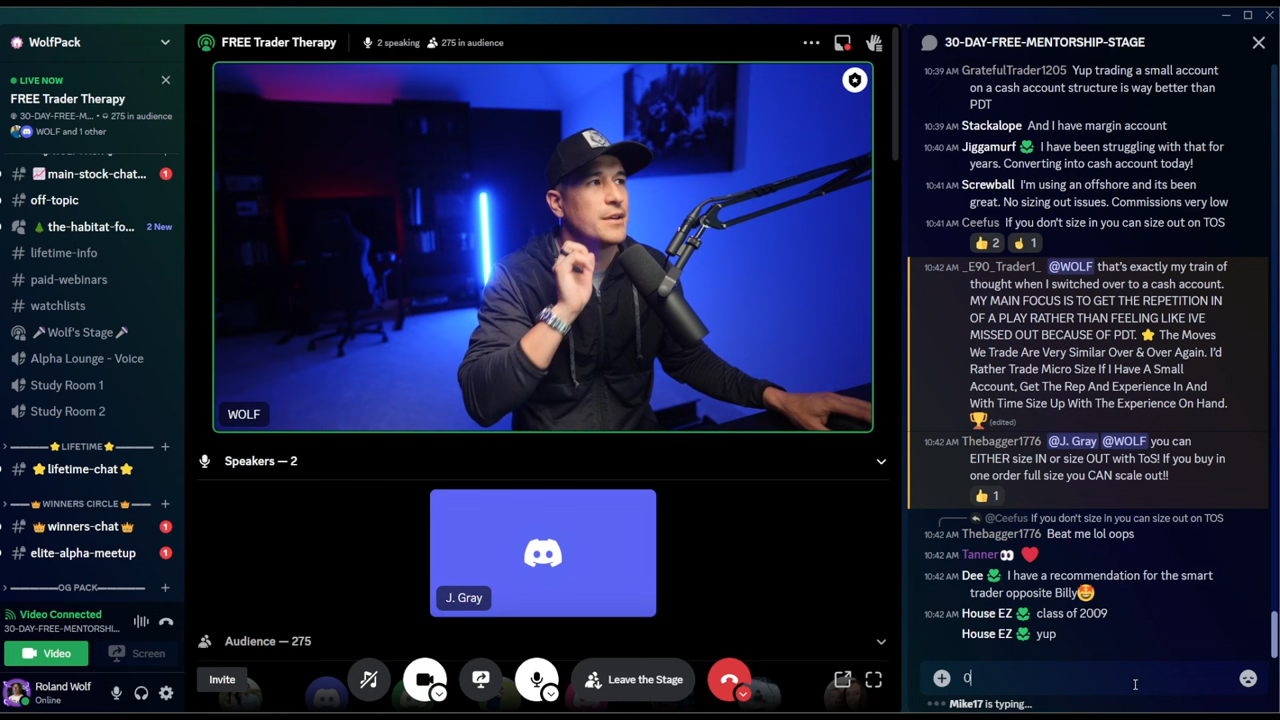 WolfPack
LIVE NOW
FREE Trader Therapy
30-DAY-FREE-M... • 275 in audience
WOLF and 1 other
main-stock-chat... 1
off-topic
the-habitat-fo... 2 New
lifetime-info
paid-webinars
watchlists
Wolf's Stage
Alpha Lounge - Voice
Study Room 1
Study Room 2
LIFETIME
lifetime-chat
WINNERS CIRCLE
winners-chat 1
elite-alpha-meetup 1
OG PACK
Video Connected
30-DAY-FREE-MENTORSHI...
Video
Screen
Roland Wolf
Online
FREE Trader Therapy
2 speaking
275 in audience
WOLF
Speakers — 2
J. Gray
Audience — 275
Invite
Leave the Stage
30-DAY-FREE-MENTORSHIP-STAGE
10:39 AM GratefulTrader1205 Yup trading a small account
on a cash account structure is way better than
PDT
10:39 AM Stackalope And I have margin account
10:40 AM Jiggamurf I have been struggling with that for
years. Converting into cash account today!
10:41 AM Screwball I'm using an offshore and its been
great. No sizing out issues. Commissions very low
10:41 AM Ceefus If you don't size in you can size out on TOS
2 1
10:42 AM _E90_Trader1_ @WOLF that's exactly my train of
thought when I switched over to a cash account.
MY MAIN FOCUS IS TO GET THE REPETITION IN
OF A PLAY RATHER THAN FEELING LIKE IVE
MISSED OUT BECAUSE OF PDT. The Moves
We Trade Are Very Similar Over & Over Again. I'd
Rather Trade Micro Size If I Have A Small
Account, Get The Rep And Experience In And
With Time Size Up With The Experience On Hand.
(edited)
10:42 AM Thebagger1776 @J. Gray @WOLF you can
EITHER size IN or size OUT with ToS! If you buy in
one order full size you CAN scale out!!
1
@Ceefus If you don't size in you can size out on TOS
10:42 AM Thebagger1776 Beat me lol oops
10:42 AM Tanner
10:42 AM Dee I have a recommendation for the smart
trader opposite Billy
10:42 AM House EZ class of 2009
House EZ yup
0
Mike17 is typing...